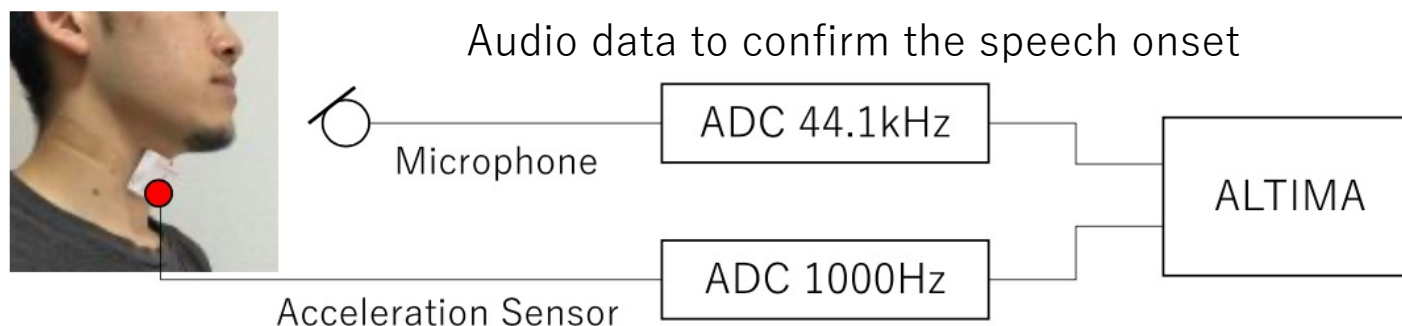 Audio data to confirm the speech onset
ADC 44.1kHz
Microphone
ALTIMA
ADC 1000Hz
Acceleration Sensor